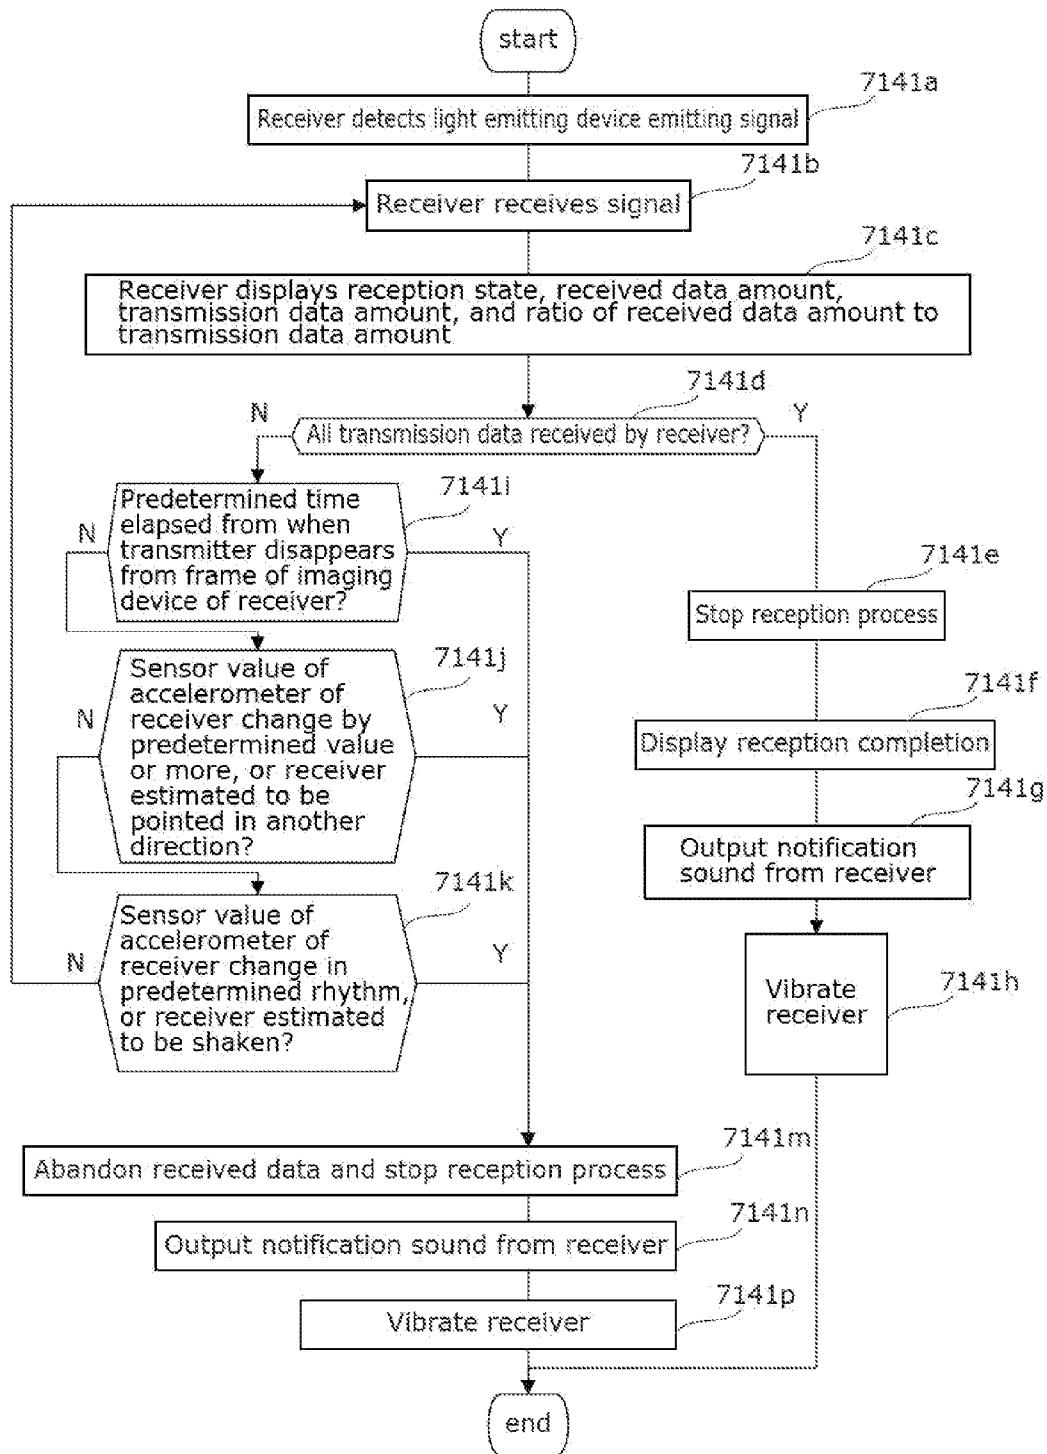 start
7141a
Receiver detects light emitting device emitting signal
7141b
Receiver receives signal
7141c
Receiver displays reception state, received data amount,
transmission data amount, and ratio of received data amount to
transmission data amount
7141d
N
Y
All transmission data received by receiver?
7141i
Predetermined time
elapsed from when
transmitter disappears
from frame of imaging
device of receiver?
N
Y
7141e
Stop reception process
7141j
Sensor value of
accelerometer of
receiver change by
predetermined value
or more, or receiver
estimated to be
pointed in another
direction?
N
Y
7141f
Display reception completion
7141g
Output notification
sound from receiver
7141k
Sensor value of
accelerometer of
receiver change in
predetermined rhythm,
or receiver estimated
to be shaken?
N
Y
7141h
Vibrate
receiver
7141m
Abandon received data and stop reception process
7141n
Output notification sound from receiver
7141p
Vibrate receiver
end